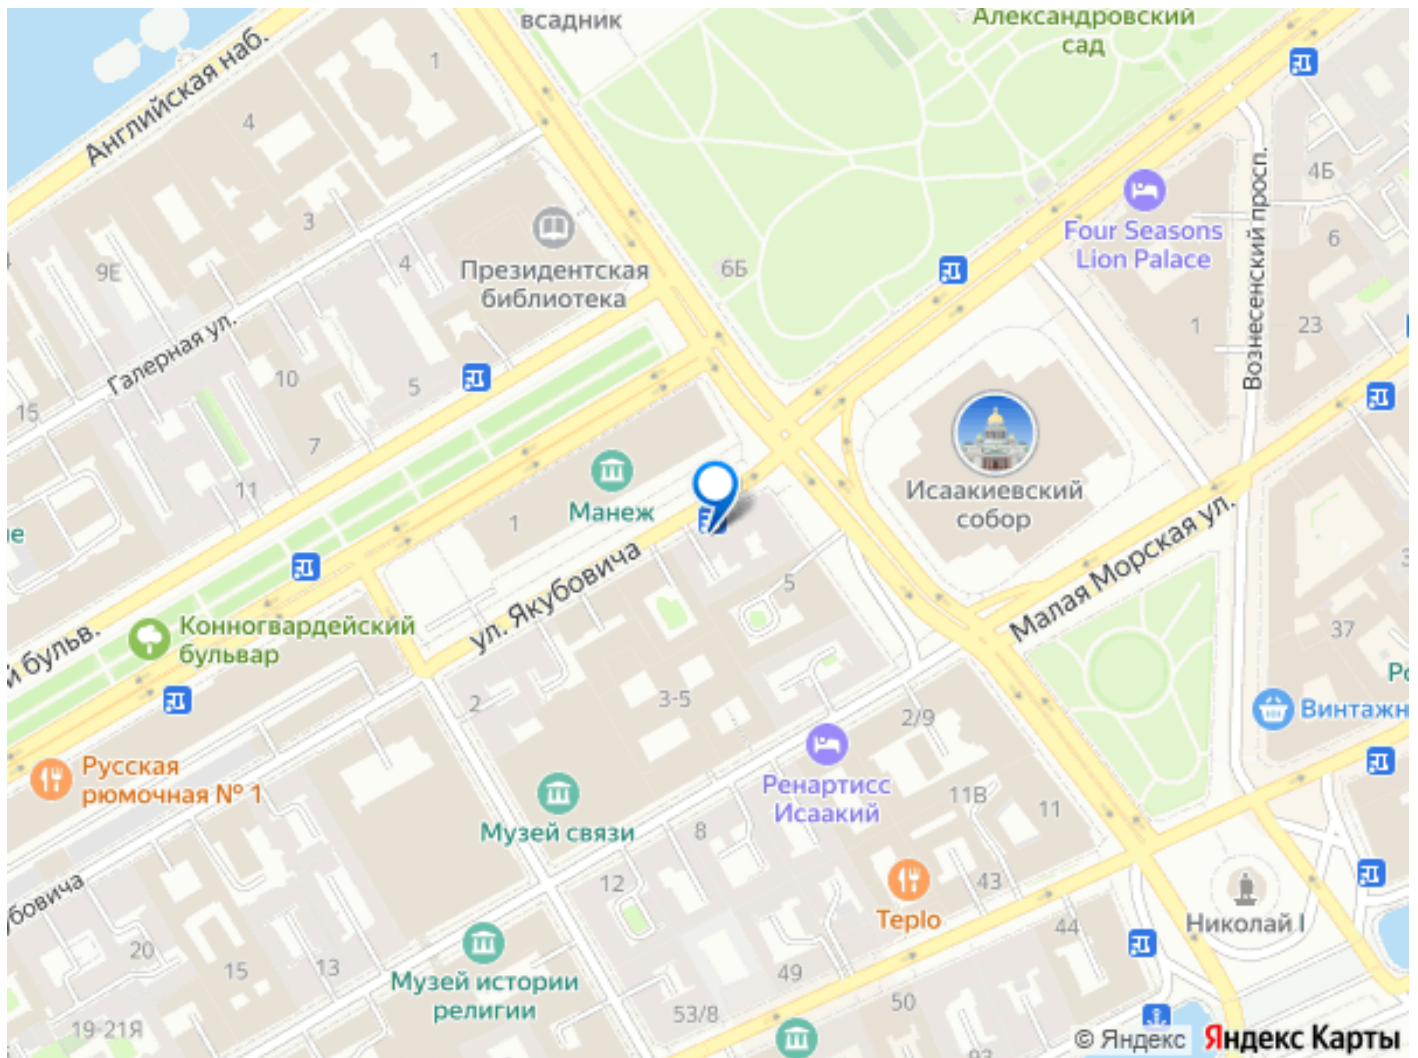 всадник
Александровский
сад
Английская наб.
1
4
3
4
9Е
Президентская
библиотека
6Б
Four Seasons
Lion Palace
4Б
6
Вознесенский просп.
1
23
Галерная ул.
10
5
15
7
11
Манеж
1
Исаакиевский
собор
Малая Морская ул.
ул. Якубовича
5
Конногвардейский
бульвар
й бульв.
2
3-5
2/9
37
Винтажн
Русская
рюмочная № 1
Ренартисс
Исаакий
Музей связи
8
11В
11
12
43
Teplo
Николай I
44
бовича
20
15
13
Музей истории
религии
49
50
53/8
19-21Я
93
© Яндекс
Яндекс Карты